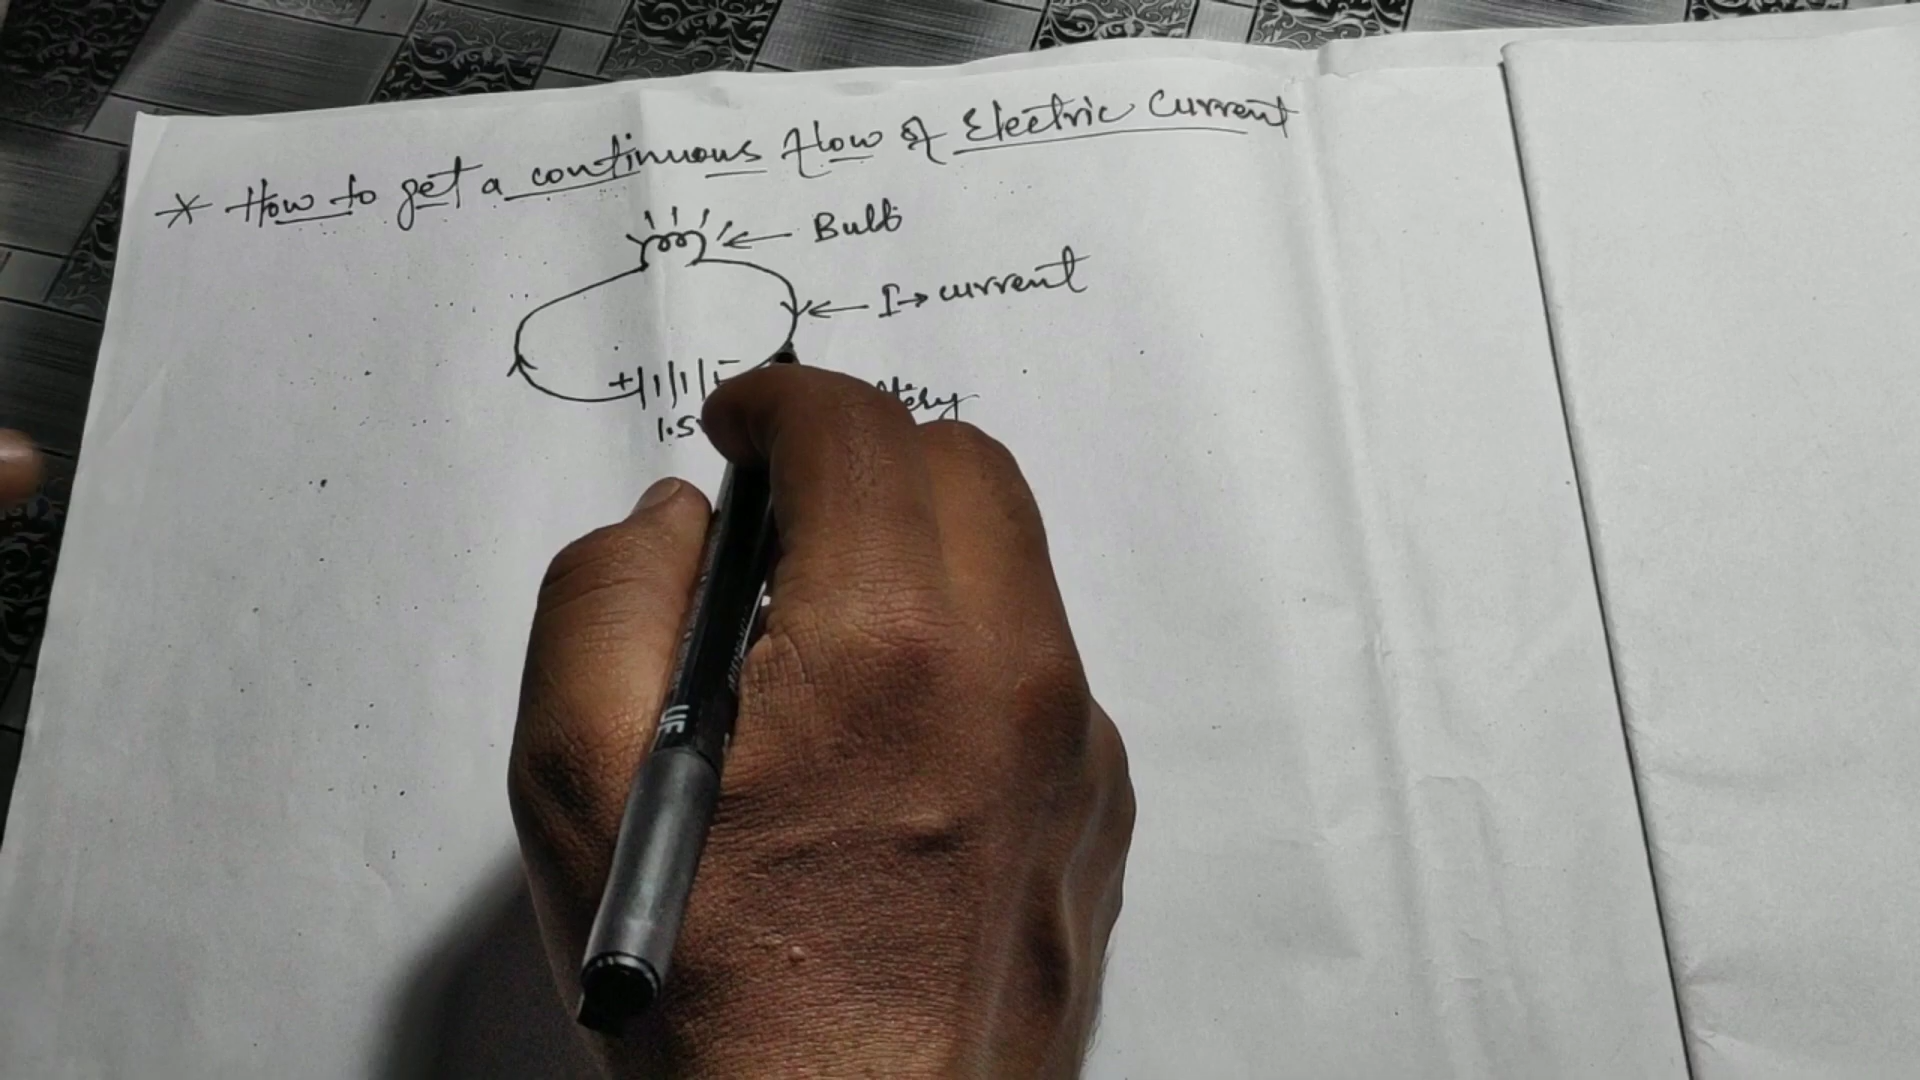 * How to get a continuous flow of Electric Current
Bulb
I → current
+ −
1.5